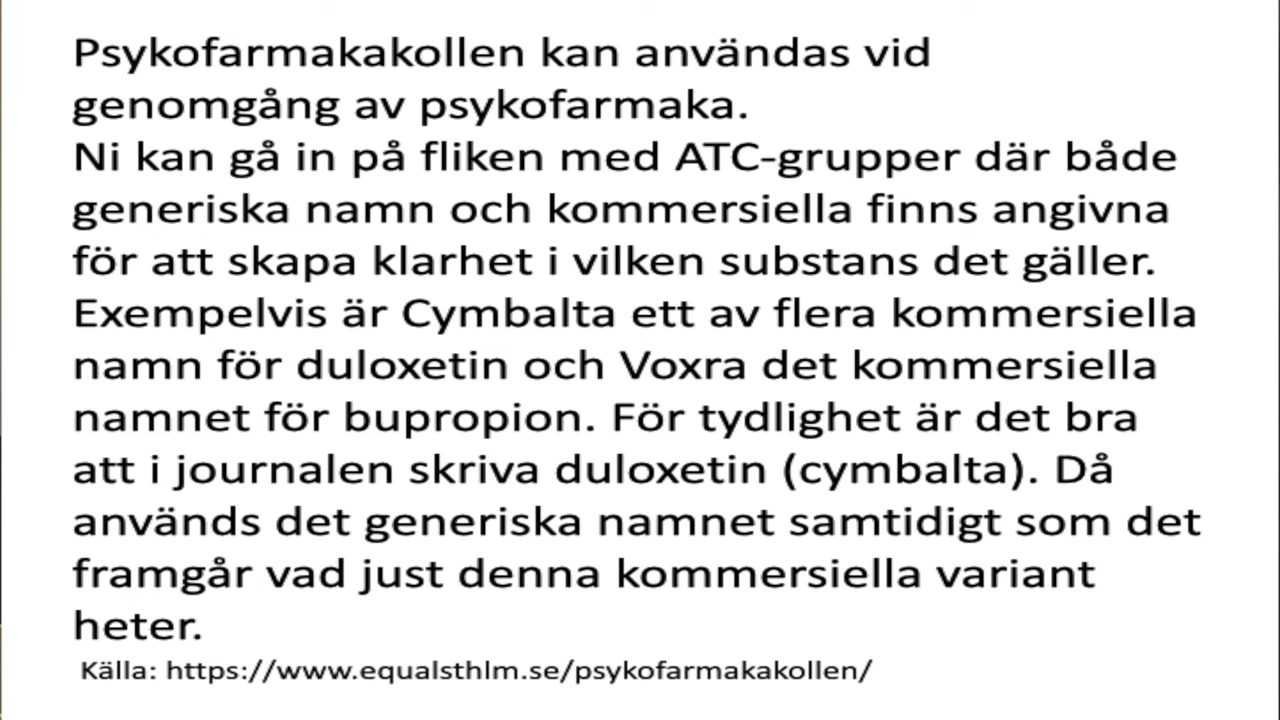 Psykofarmakakollen kan användas vid
genomgång av psykofarmaka.
Ni kan gå in på fliken med ATC-grupper där både
generiska namn och kommersiella finns angivna
för att skapa klarhet i vilken substans det gäller.
Exempelvis är Cymbalta ett av flera kommersiella
namn för duloxetin och Voxra det kommersiella
namnet för bupropion. För tydlighet är det bra
att i journalen skriva duloxetin (cymbalta). Då
används det generiska namnet samtidigt som det
framgår vad just denna kommersiella variant
heter.
Källa: https://www.equalsthlm.se/psykofarmakakollen/